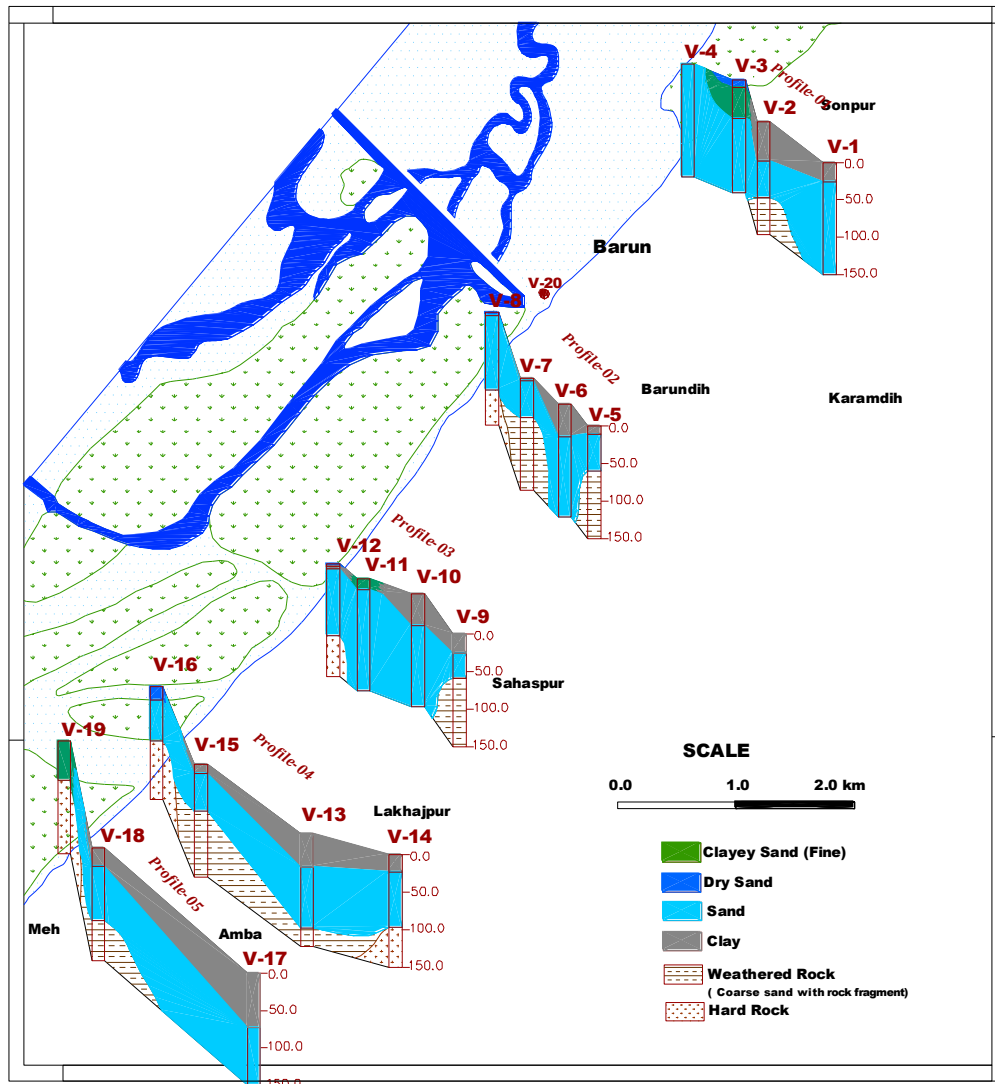 V-4
V-3
Profile-01
Sonpur
V-2
V-1
0.0
50.0
100.0
150.0
Barun
V-20
V-8
Profile-02
V-7
V-6
V-5
Barundih
Karamdih
0.0
50.0
100.0
150.0
Profile-03
V-12
V-11
V-10
V-9
0.0
50.0
100.0
150.0
Sahaspur
V-16
V-19
V-15
Profile-04
V-13
Lakhajpur
V-14
0.0
50.0
100.0
150.0
V-18
Profile-05
Meh
Amba
V-17
0.0
50.0
100.0
150.0
SCALE
0.0 1.0 2.0 km
Clayey Sand (Fine)
Dry Sand
Sand
Clay
Weathered Rock
( Coarse sand with rock fragment)
Hard Rock